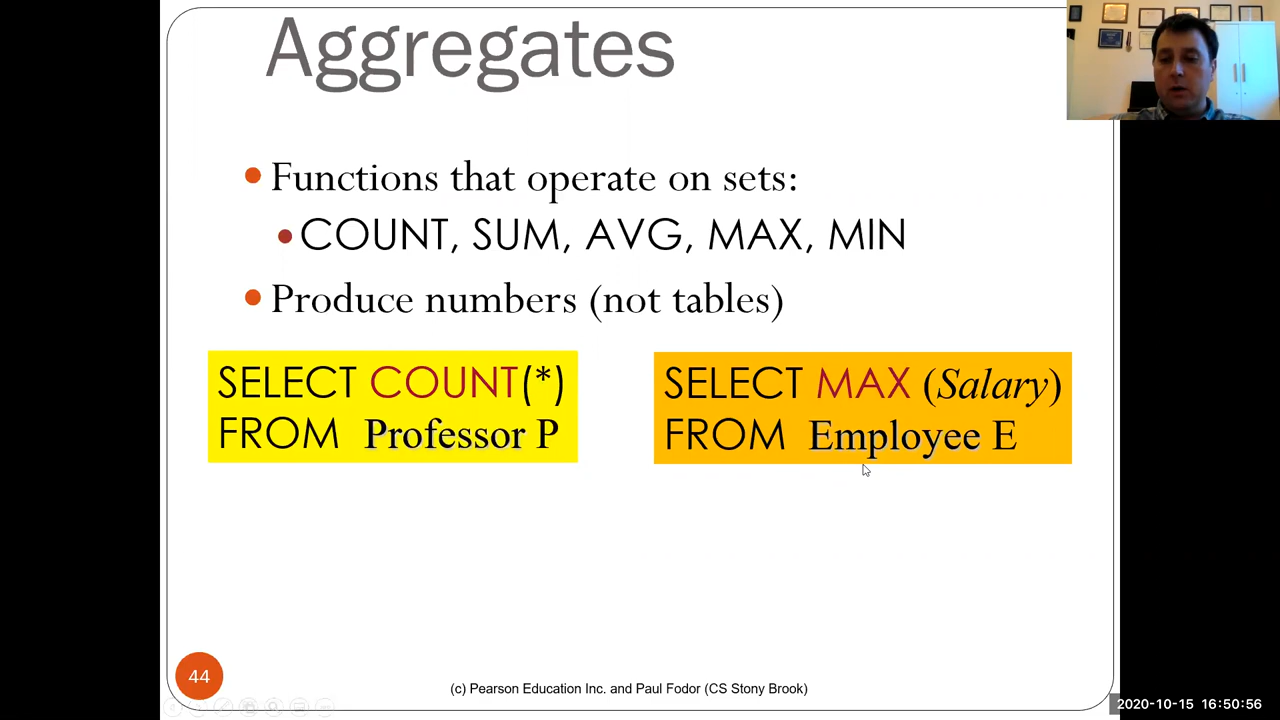 Aggregates
Functions that operate on sets:
COUNT, SUM, AVG, MAX, MIN
Produce numbers (not tables)
SELECT COUNT(*)
FROM Professor P
SELECT MAX (Salary)
FROM Employee E
44
(c) Pearson Education Inc. and Paul Fodor (CS Stony Brook)
2020-10-15 16:50:56